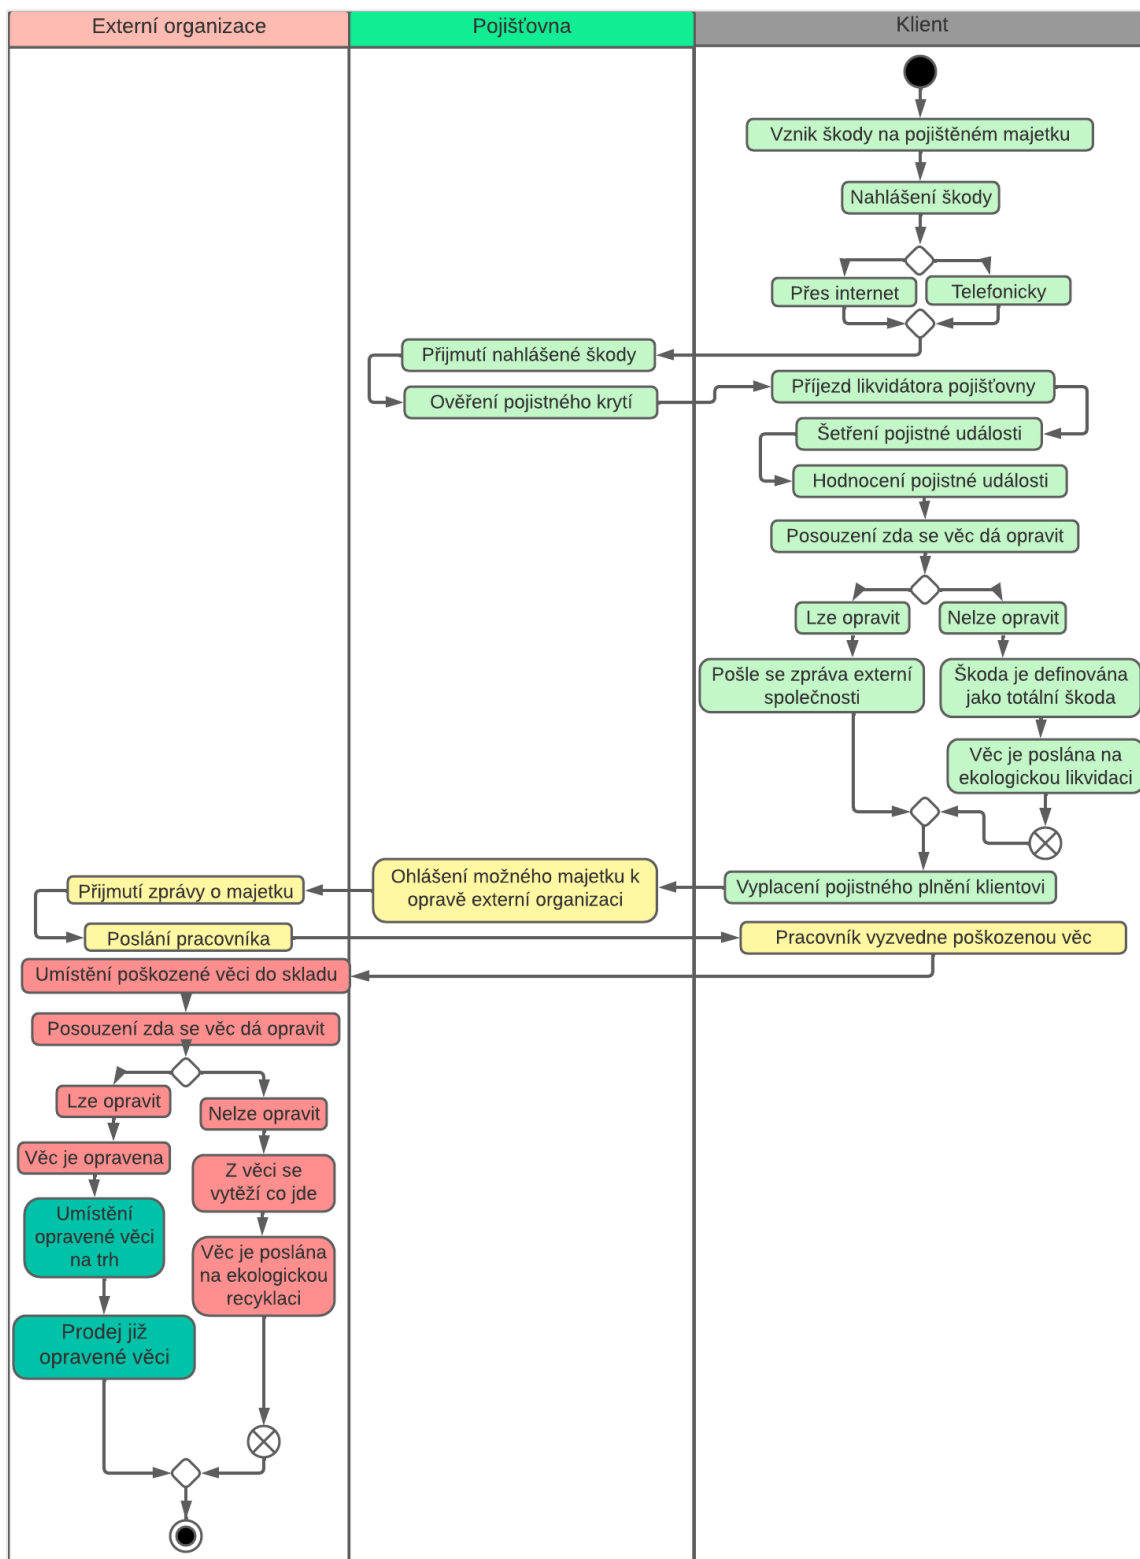 Externí organizace
Pojišťovna
Klient
Vznik škody na pojištěném majetku
Nahlášení škody
Přes internet
Telefonicky
Přijmutí nahlášené škody
Ověření pojistného krytí
Příjezd likvidátora pojišťovny
Šetření pojistné události
Hodnocení pojistné události
Posouzení zda se věc dá opravit
Lze opravit
Nelze opravit
Pošle se zpráva externí
společnosti
Škoda je definována
jako totální škoda
Věc je poslána na
ekologickou likvidaci
Vyplacení pojistného plnění klientovi
Ohlášení možného majetku k
opravě externí organizaci
Přijmutí zprávy o majetku
Poslání pracovníka
Pracovník vyzvedne poškozenou věc
Umístění poškozené věci do skladu
Posouzení zda se věc dá opravit
Lze opravit
Nelze opravit
Věc je opravena
Z věci se
vytěží co jde
Umístění
opravené věci
na trh
Věc je poslána
na ekologickou
recyklaci
Prodej již
opravené věci